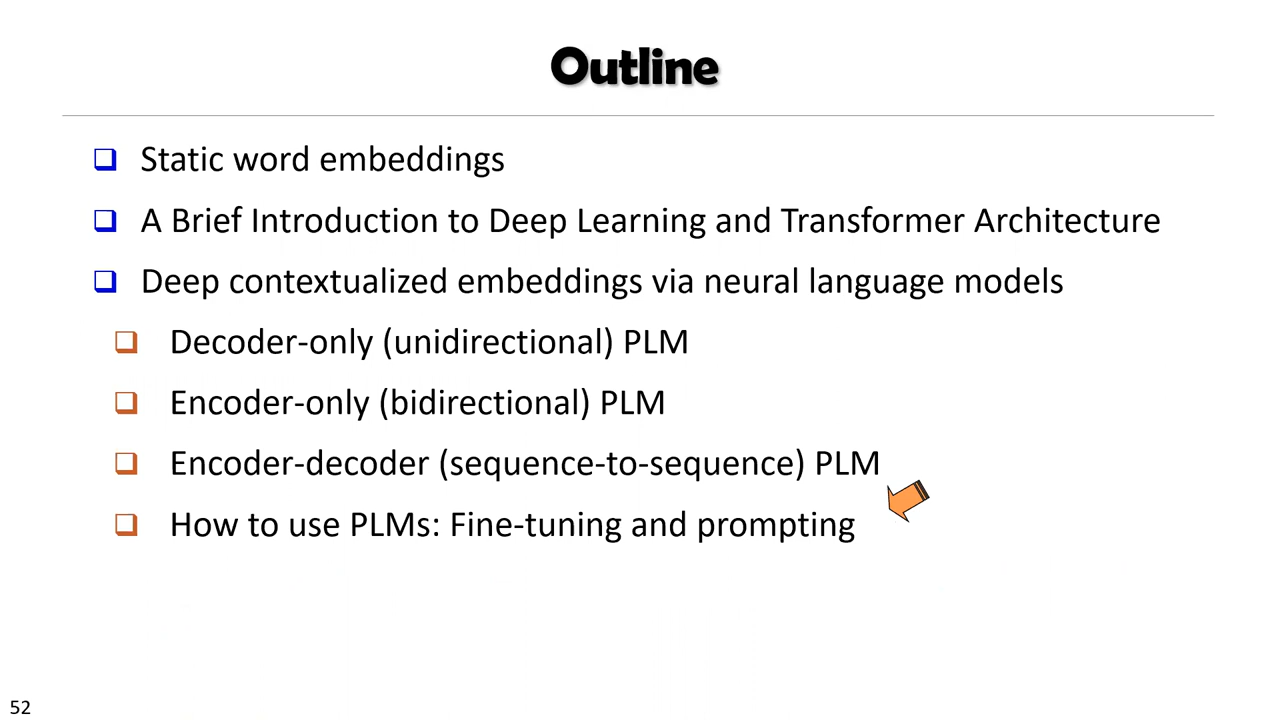 Outline
Static word embeddings
A Brief Introduction to Deep Learning and Transformer Architecture
Deep contextualized embeddings via neural language models
Decoder-only (unidirectional) PLM
Encoder-only (bidirectional) PLM
Encoder-decoder (sequence-to-sequence) PLM
How to use PLMs: Fine-tuning and prompting
52